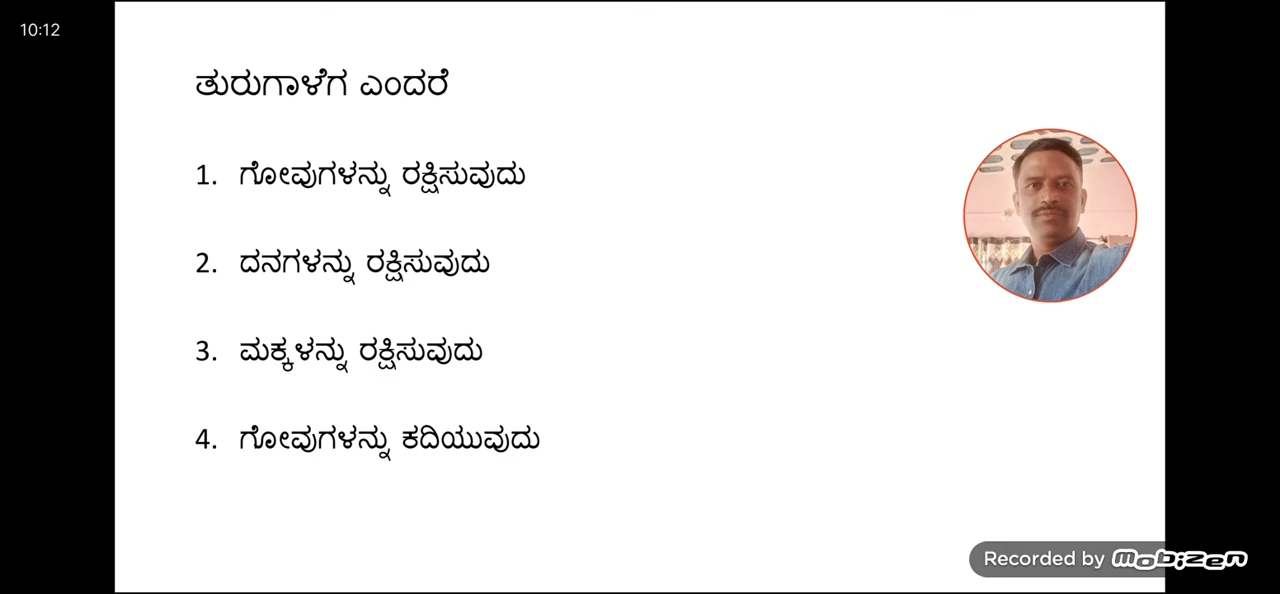 10:12
ತುರುಗಾಳೆಗ ಎಂದರೆ
1. ಗೋವುಗಳನ್ನು ರಕ್ಷಿಸುವುದು
2. ದನಗಳನ್ನು ರಕ್ಷಿಸುವುದು
3. ಮಕ್ಕಳನ್ನು ರಕ್ಷಿಸುವುದು
4. ಗೋವುಗಳನ್ನು ಕದಿಯುವುದು
Recorded by Mobizen